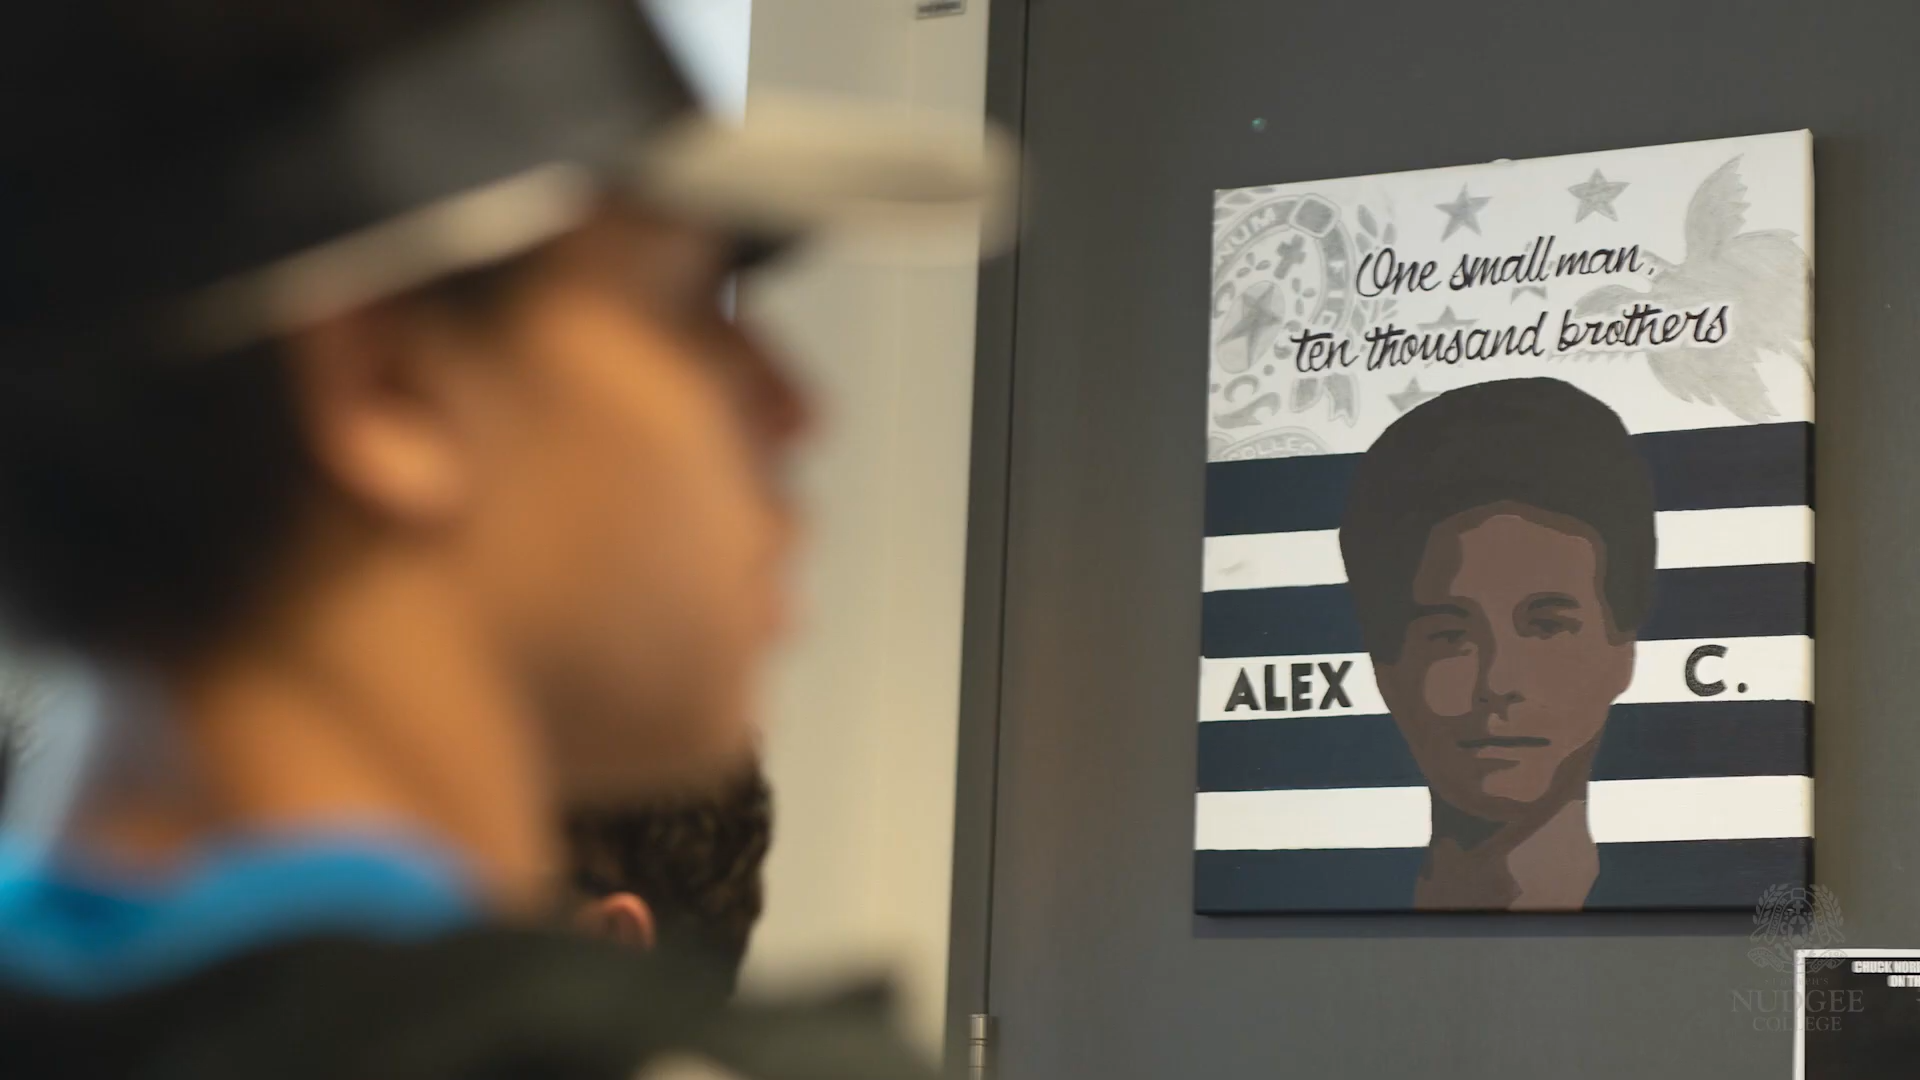 One small man,
ten thousand brothers
ALEX C.
NUDGEE
COLLEGE